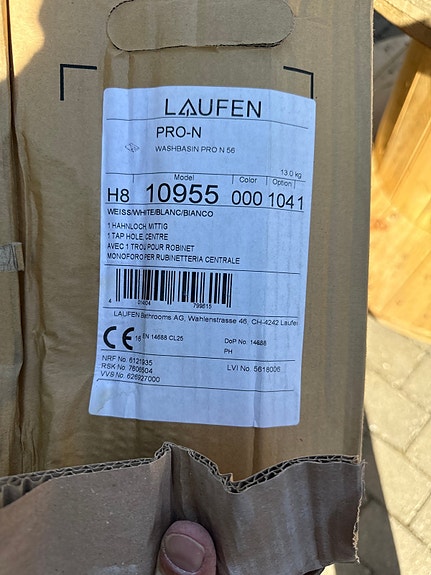 LAUFEN
PRO-N
WASHBASIN PRO N 56
13.0 kg
Model Color Option
H8 10955 000 1041
WEISS/WHITE/BLANC/BIANCO
1 HAHNLOCH MITTIG
1 TAP HOLE, CENTRE
AVEC 1 TROU POUR ROBINET
MONOFORO PER RUBINETTERIA CENTRALE
LAUFEN Bathrooms AG, Wahlenstrasse 46, CH-4242 Laufen
CE 16 EN 14688 CL25 DoP No. 14688
PH
NRF No. 6121935
RSK No. 7606504 LVI No. 5618006
VVS No. 626927000